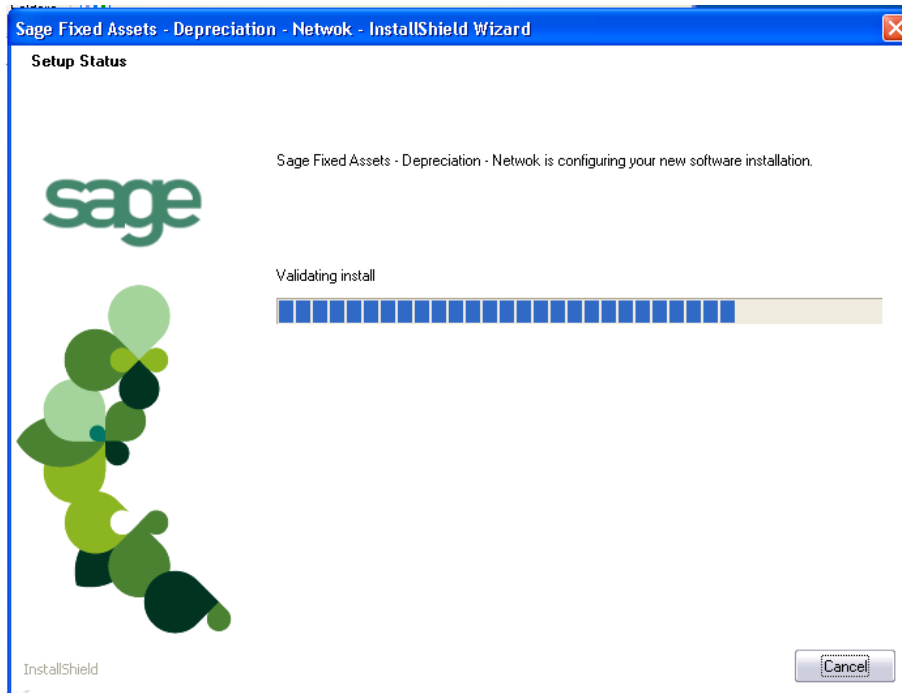 Sage Fixed Assets - Depreciation - Netwok - InstallShield Wizard
Setup Status
Sage Fixed Assets - Depreciation - Netwok is configuring your new software installation.
sage
Validating install
InstallShield
Cancel